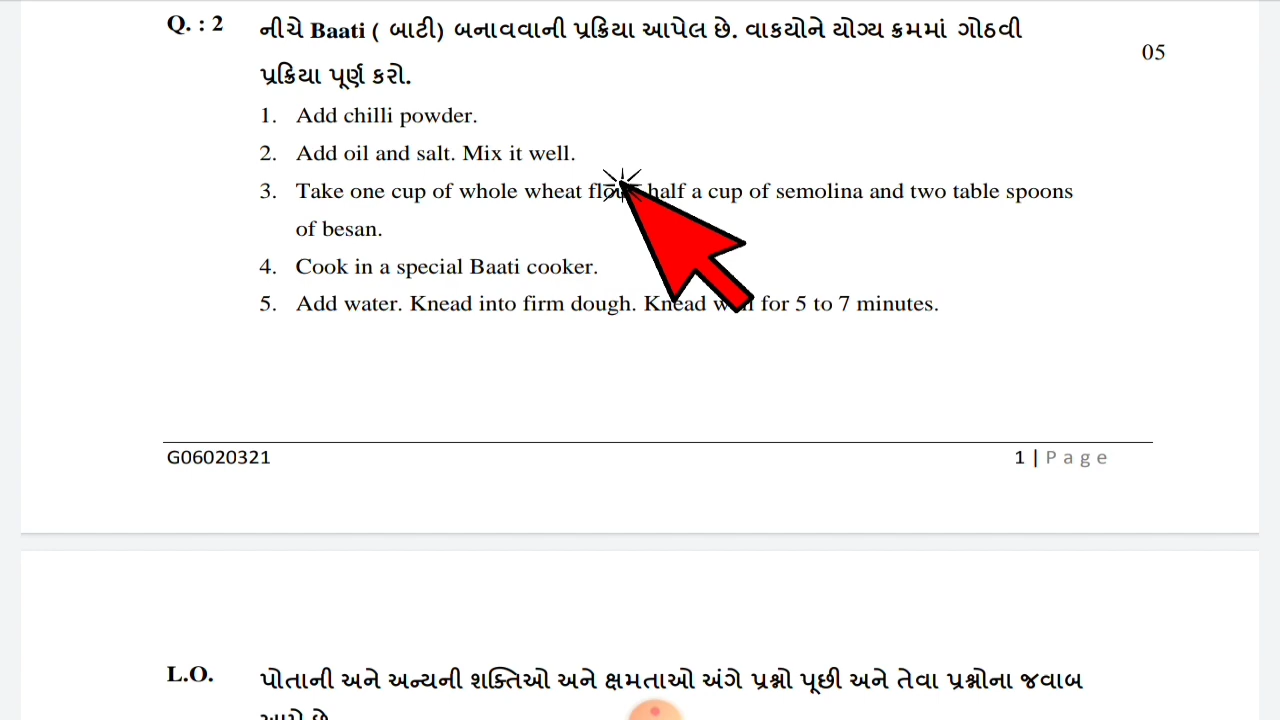 Q. : 2 નીચે Baati ( બાટી) બનાવવાની પ્રક્રિયા આપેલ છે. વાકયોને યોગ્ય ક્રમમાં ગોઠવી
05
પ્રક્રિયા પૂર્ણ કરો.
1. Add chilli powder.
2. Add oil and salt. Mix it well.
3. Take one cup of whole wheat half a cup of semolina and two table spoons
of besan.
4. Cook in a special Baati cooker.
5. Add water. Knead into firm dough. Knead for 5 to 7 minutes.
G06020321 1 | P a g e
L.O. પોતાની અને અન્યની શક્તિઓ અને ક્ષમતાઓ અંગે પ્રશ્નો પૂછી અને તેવા પ્રશ્નોના જવાબ